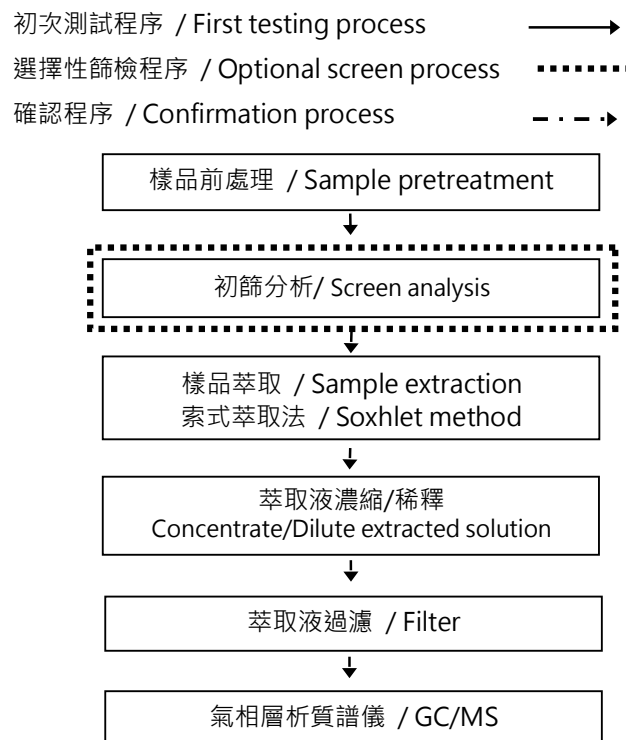 初次測試程序 / First testing process
選擇性篩檢程序 / Optional screen process
確認程序 / Confirmation process
樣品前處理 / Sample pretreatment
初篩分析/ Screen analysis
樣品萃取 / Sample extraction
索式萃取法 / Soxhlet method
萃取液濃縮/稀釋
Concentrate/Dilute extracted solution
萃取液過濾 / Filter
氣相層析質譜儀 / GC/MS